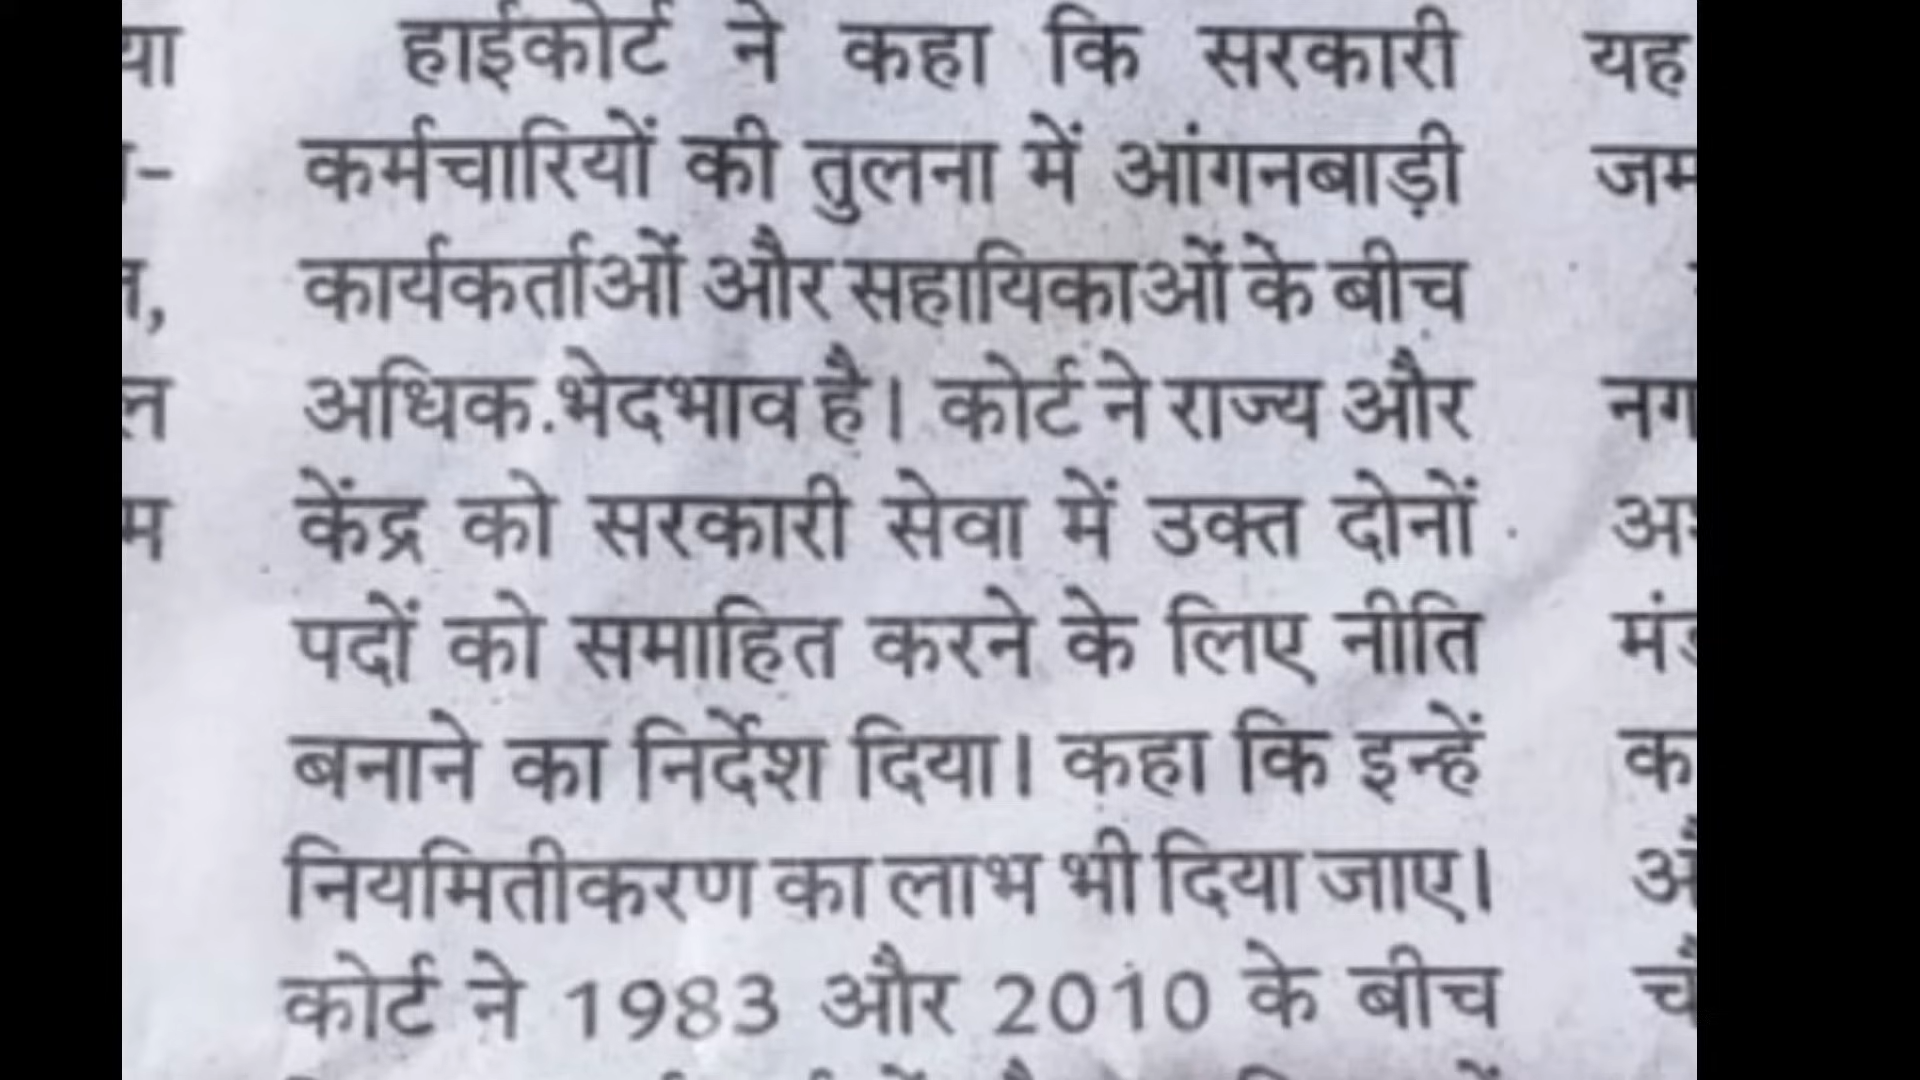 हाईकोर्ट ने कहा कि सरकारी
कर्मचारियों की तुलना में आंगनबाड़ी
कार्यकर्ताओं और सहायिकाओं के बीच
अधिक.भेदभाव है। कोर्ट ने राज्य और
केंद्र को सरकारी सेवा में उक्त दोनों
पदों को समाहित करने के लिए नीति
बनाने का निर्देश दिया। कहा कि इन्हें
नियमितीकरण का लाभ भी दिया जाए।
कोर्ट ने 1983 और 2010 के बीच
यह